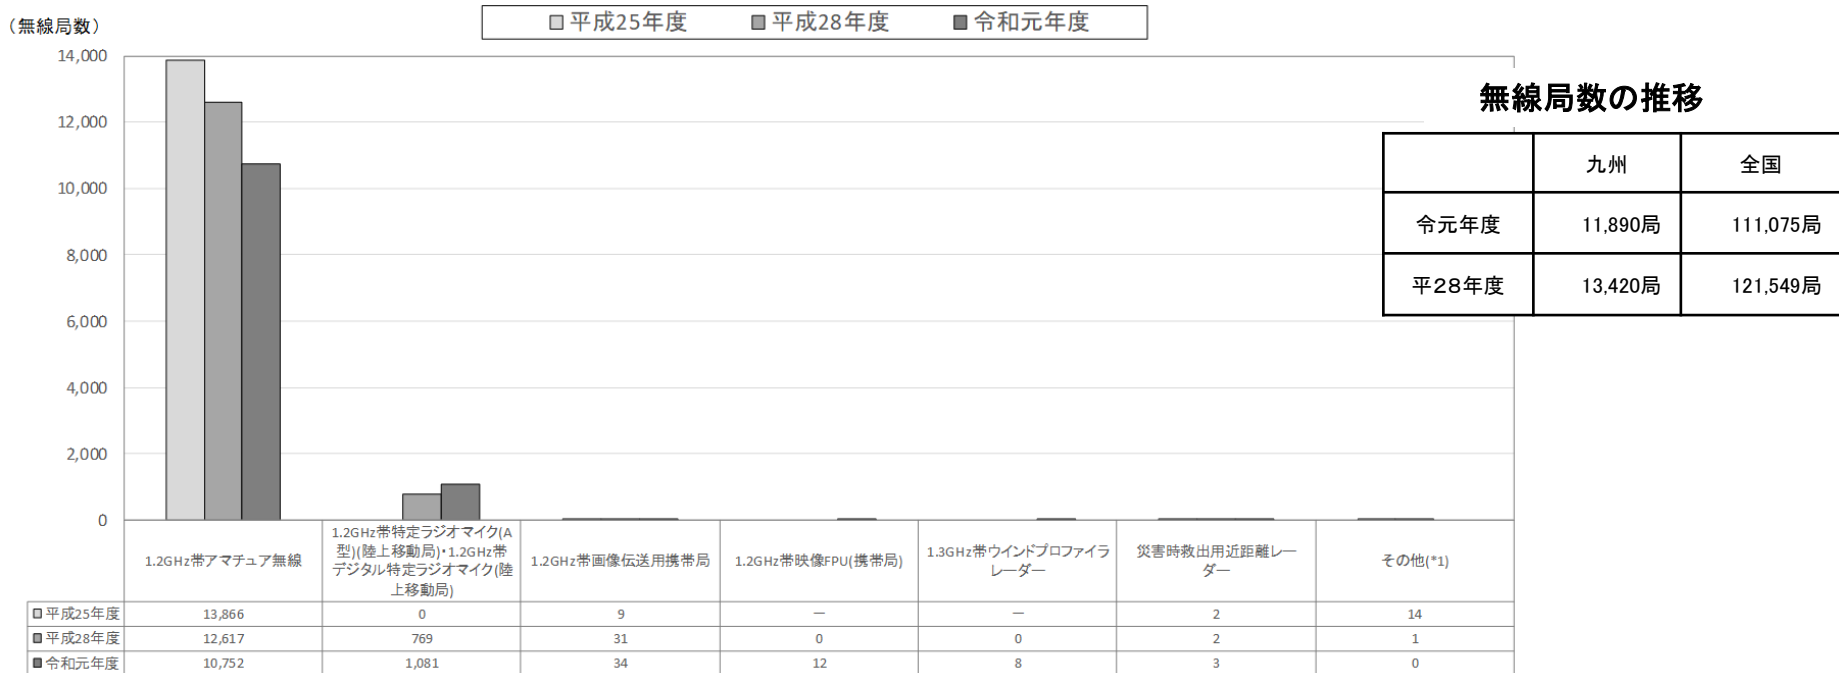 （無線局数）
平成25年度 平成28年度 令和元年度
14,000
12,000
10,000
8,000
6,000
4,000
2,000
0
無線局数の推移
九州 全国
令元年度 11,890局 111,075局
平２８年度 13,420局 121,549局
1.2GHz帯アマチュア無線
1.2GHz帯特定ラジオマイク(A
型)(陸上移動局)・1.2GHz帯
デジタル特定ラジオマイク(陸
上移動局)
1.2GHz帯画像伝送用携帯局
1.2GHz帯映像FPU(携帯局)
1.3GHz帯ウインドプロファイラ
レーダー
災害時救出用近距離レー
ダー
その他(*1)
平成25年度 13,866 0 9 － － 2 14
平成28年度 12,617 769 31 0 0 2 1
令和元年度 10,752 1,081 34 12 8 3 0